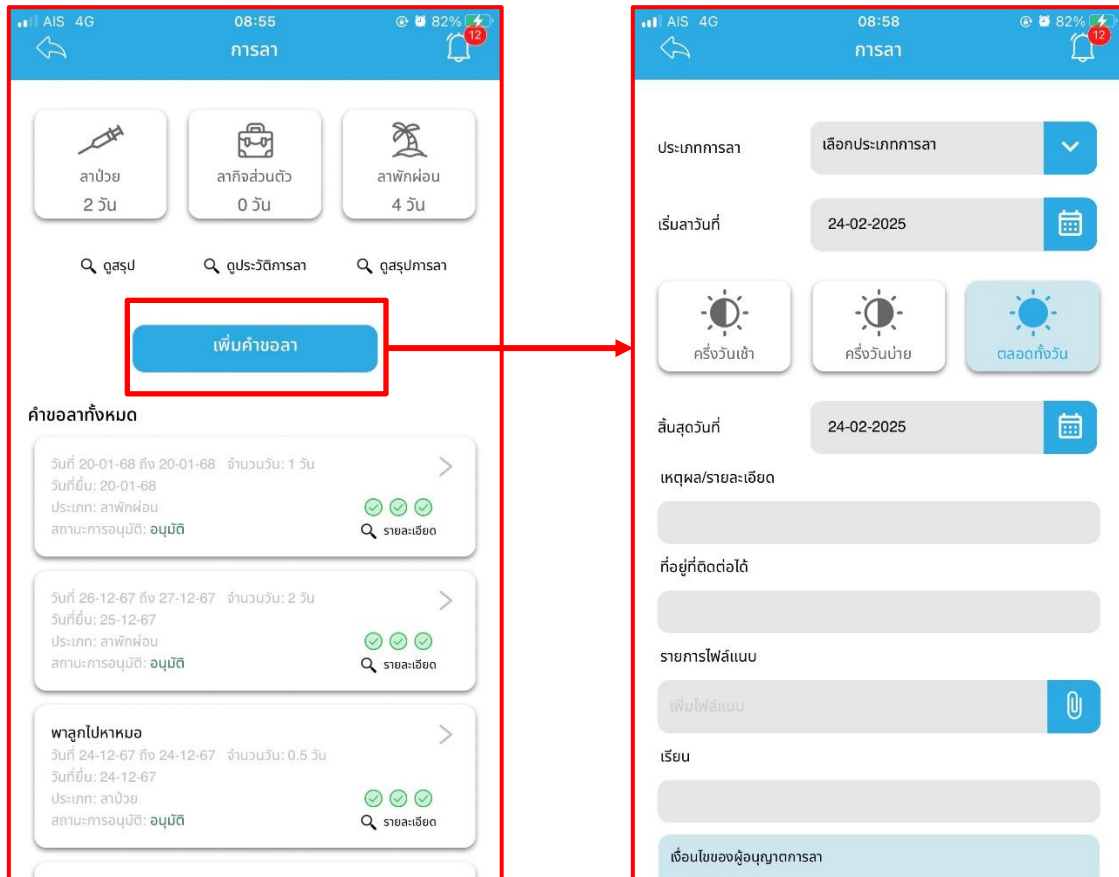 AIS 4G 08:55 82%
การลา 12
ลาป่วย ลากิจส่วนตัว ลาพักผ่อน
2 วัน 0 วัน 4 วัน
ดูสรุป ดูประวัติการลา ดูสรุปการลา
เพิ่มคำขอลา
คำขอลาทั้งหมด
วันที่ 20-01-68 ถึง 20-01-68 จำนวนวัน: 1 วัน
วันที่ยื่น: 20-01-68
ประเภท: ลาพักผ่อน
สถานะการอนุมัติ: อนุมัติ รายละเอียด
วันที่ 26-12-67 ถึง 27-12-67 จำนวนวัน: 2 วัน
วันที่ยื่น: 25-12-67
ประเภท: ลาพักผ่อน
สถานะการอนุมัติ: อนุมัติ รายละเอียด
พาลูกไปหาหมอ
วันที่ 24-12-67 ถึง 24-12-67 จำนวนวัน: 0.5 วัน
วันที่ยื่น: 24-12-67
ประเภท: ลาป่วย
สถานะการอนุมัติ: อนุมัติ รายละเอียด
AIS 4G 08:58 82%
การลา 12
ประเภทการลา เลือกประเภทการลา
เริ่มลาวันที่ 24-02-2025
ครึ่งวันเช้า ครึ่งวันบ่าย ตลอดทั้งวัน
สิ้นสุดวันที่ 24-02-2025
เหตุผล/รายละเอียด
ที่อยู่ที่ติดต่อได้
รายการไฟล์แนบ
เพิ่มไฟล์แนบ
เรียน
เงื่อนไขของผู้อนุญาตการลา